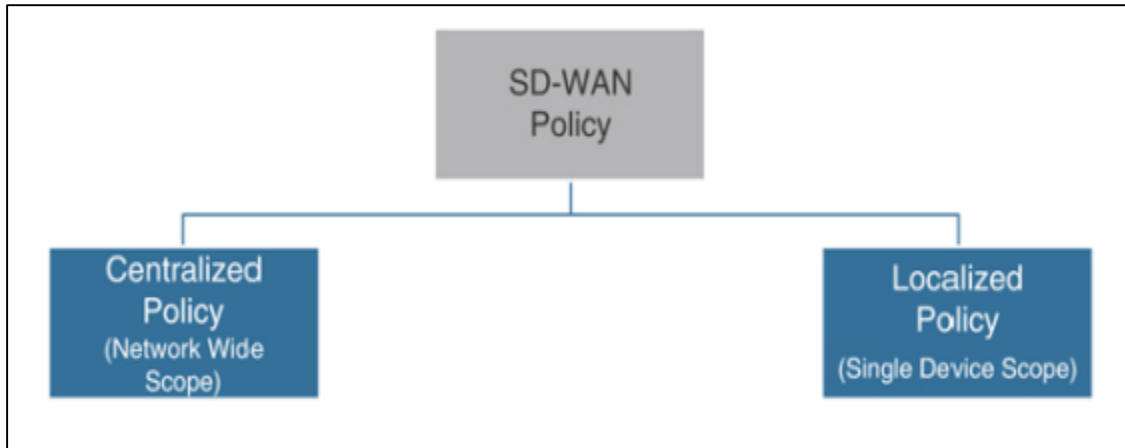 SD-WAN
Policy
Centralized
Policy
(Network Wide
Scope)
Localized
Policy
(Single Device Scope)